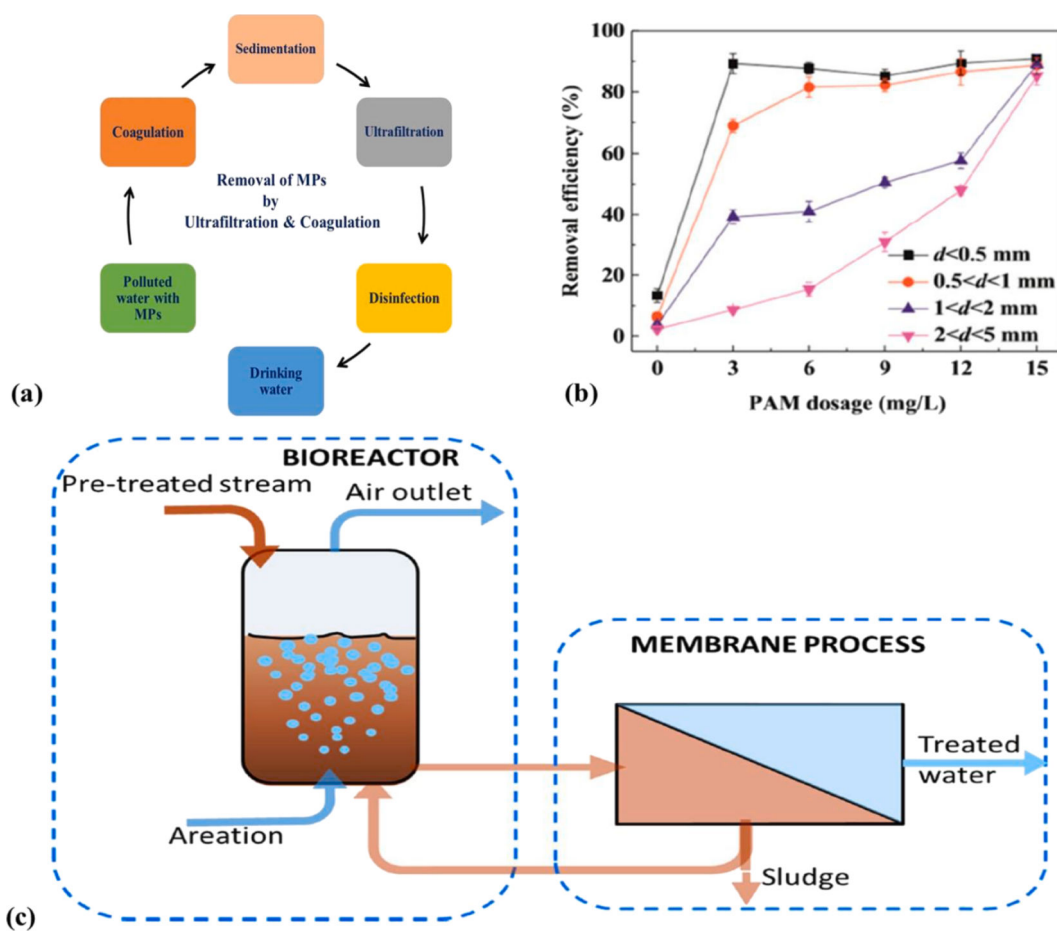 Sedimentation
Coagulation
Ultrafiltration
Removal of MPs
by
Ultrafiltration & Coagulation
Polluted
water with
MPs
Disinfection
Drinking
water
(a)
100
80
60
40
20
0
Removal efficiency (%)
d<0.5 mm
0.5<d<1 mm
1<d<2 mm
2<d<5 mm
0 3 6 9 12 15
PAM dosage (mg/L)
(b)
BIOREACTOR
Pre-treated stream
Air outlet
Areation
MEMBRANE PROCESS
Treated
water
Sludge
(c)